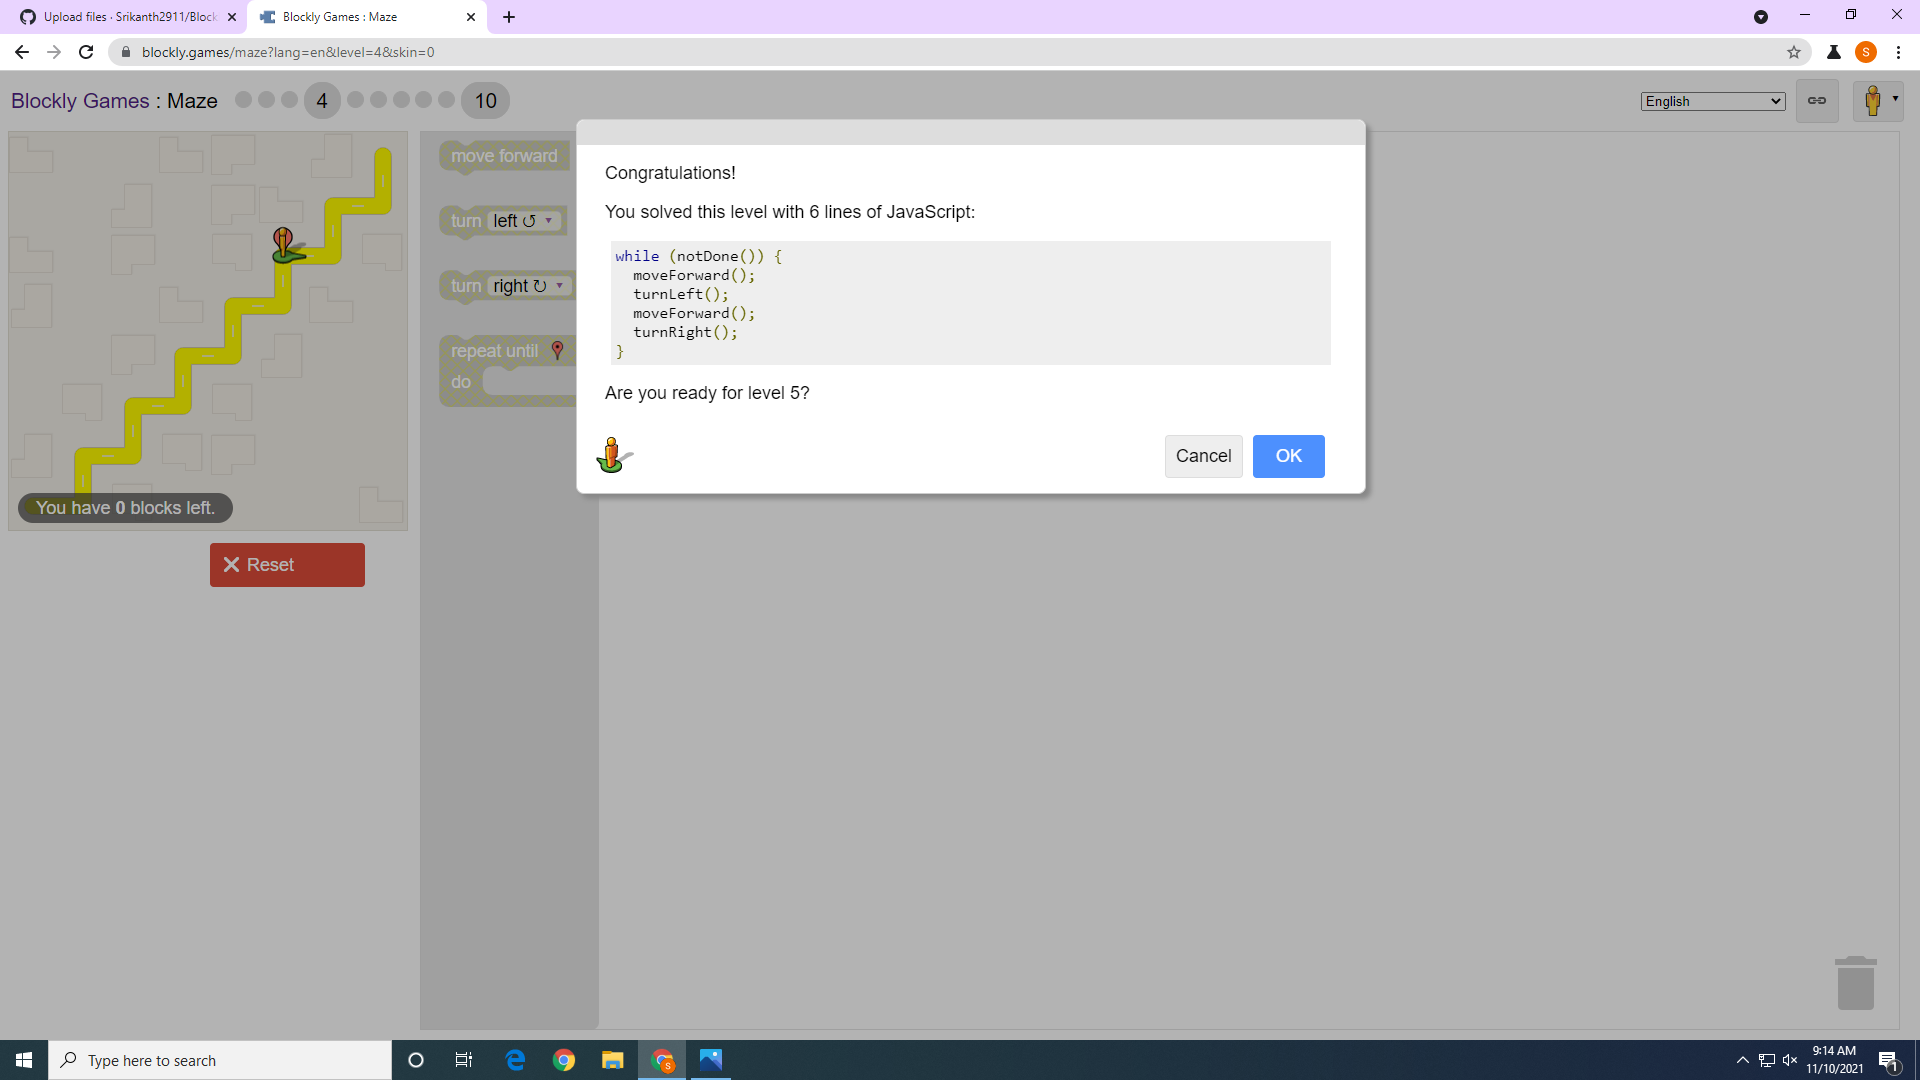 Upload files · Srikanth2911/Block
Blockly Games : Maze
blockly.games/maze?lang=en&level=4&skin=0
S
Blockly Games : Maze
4
10
English
move forward
turn left ↺ ▾
turn right ↻ ▾
repeat until
do
You have 0 blocks left.
Reset
Congratulations!
You solved this level with 6 lines of JavaScript:
while (notDone()) {
  moveForward();
  turnLeft();
  moveForward();
  turnRight();
}
Are you ready for level 5?
Cancel
OK
Type here to search
S
9:14 AM
11/10/2021
1